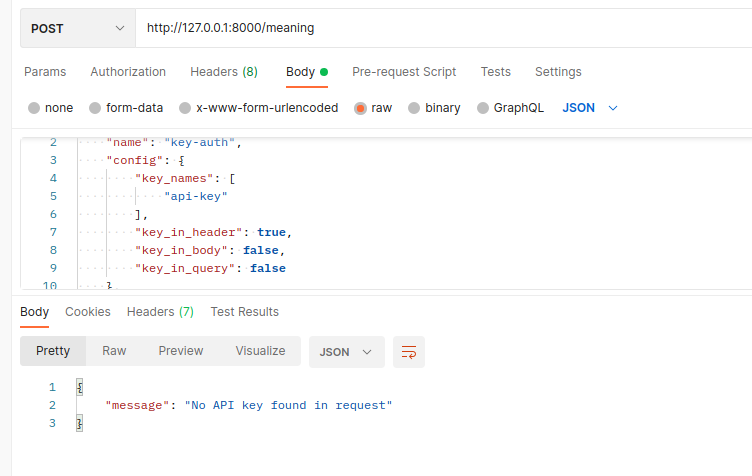 POST http://127.0.0.1:8000/meaning
Params Authorization Headers (8) Body Pre-request Script Tests Settings
none form-data x-www-form-urlencoded raw binary GraphQL JSON
2 "name": "key-auth",
3 "config": {
4 "key_names": [
5 "api-key"
6 ],
7 "key_in_header": true,
8 "key_in_body": false,
9 "key_in_query": false
10 }
Body Cookies Headers (7) Test Results
Pretty Raw Preview Visualize JSON
1 {
2 "message": "No API key found in request"
3 }